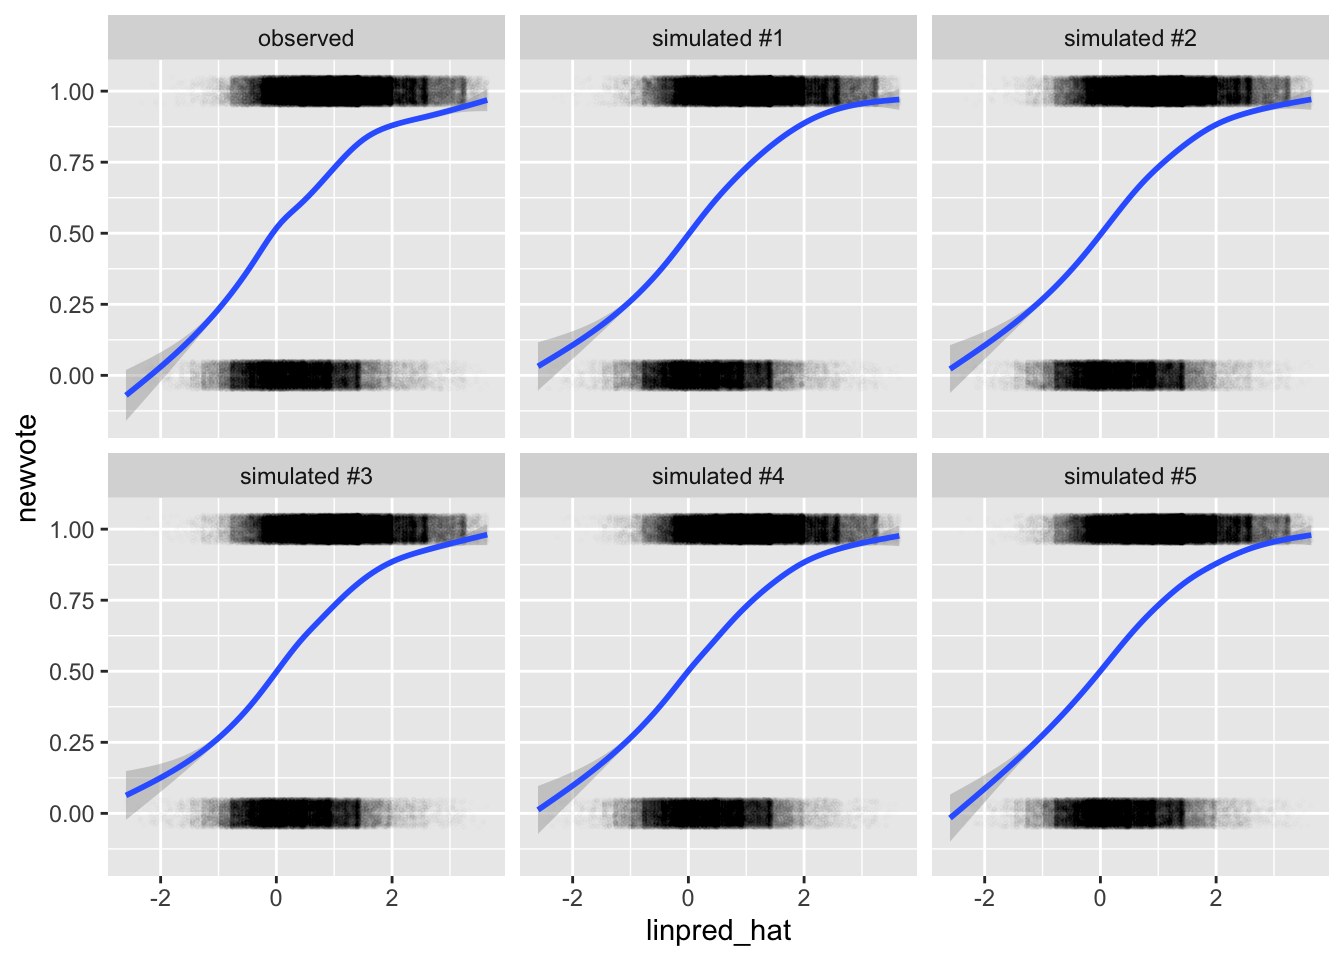 observed
simulated #1
simulated #2
1.00
0.75
0.50
0.25
0.00
simulated #3
simulated #4
simulated #5
1.00
0.75
0.50
0.25
0.00
-2 0 2
-2 0 2
-2 0 2
linpred_hat
newvote